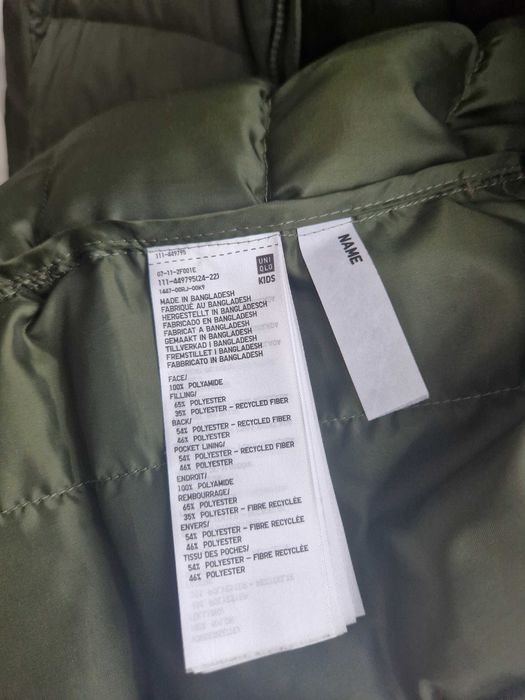 111-449795
07-11-2F001E
111-449795(24-22)
1447-00RJ-00K9
UNI
QLO
KIDS
NAME
MADE IN BANGLADESH
FABRIQUÉ AU BANGLADESH
HERGESTELLT IN BANGLADESCH
FABRICADO EN BANGLADESH
FABRICAT A BANGLADESH
GEMAAKT IN BANGLADESH
TILLVERKAD I BANGLADESH
FREMSTILLET I BANGLADESH
FABBRICATO IN BANGLADESH
FACE/
100% POLYAMIDE
FILLING/
65% POLYESTER
35% POLYESTER - RECYCLED FIBER
BACK/
54% POLYESTER - RECYCLED FIBER
46% POLYESTER
POCKET LINING/
54% POLYESTER - RECYCLED FIBER
46% POLYESTER
ENDROIT/
100% POLYAMIDE
REMBOURRAGE/
65% POLYESTER
35% POLYESTER - FIBRE RECYCLÉE
ENVERS/
54% POLYESTER - FIBRE RECYCLÉE
46% POLYESTER
TISSU DES POCHES/
54% POLYESTER - FIBRE RECYCLÉE
46% POLYESTER